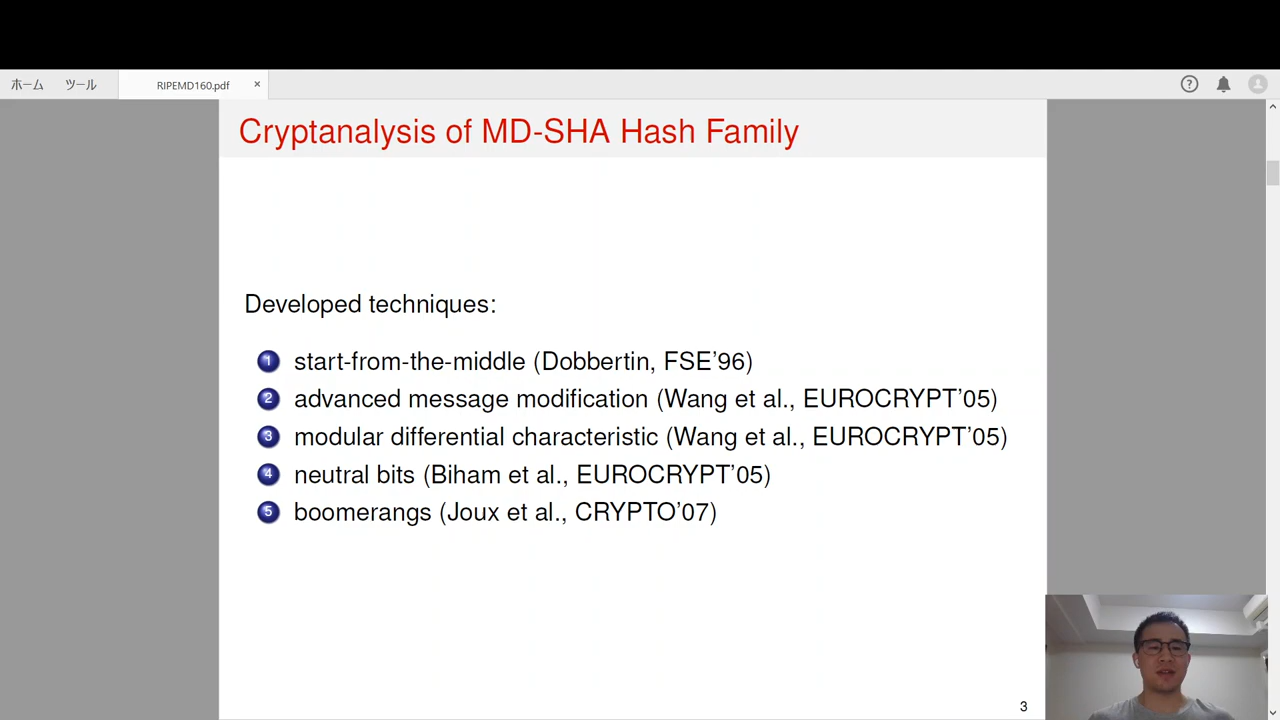 ホーム ツール RIPEMD160.pdf ×
Cryptanalysis of MD-SHA Hash Family
Developed techniques:
1 start-from-the-middle (Dobbertin, FSE'96)
2 advanced message modification (Wang et al., EUROCRYPT'05)
3 modular differential characteristic (Wang et al., EUROCRYPT'05)
4 neutral bits (Biham et al., EUROCRYPT'05)
5 boomerangs (Joux et al., CRYPTO'07)
3